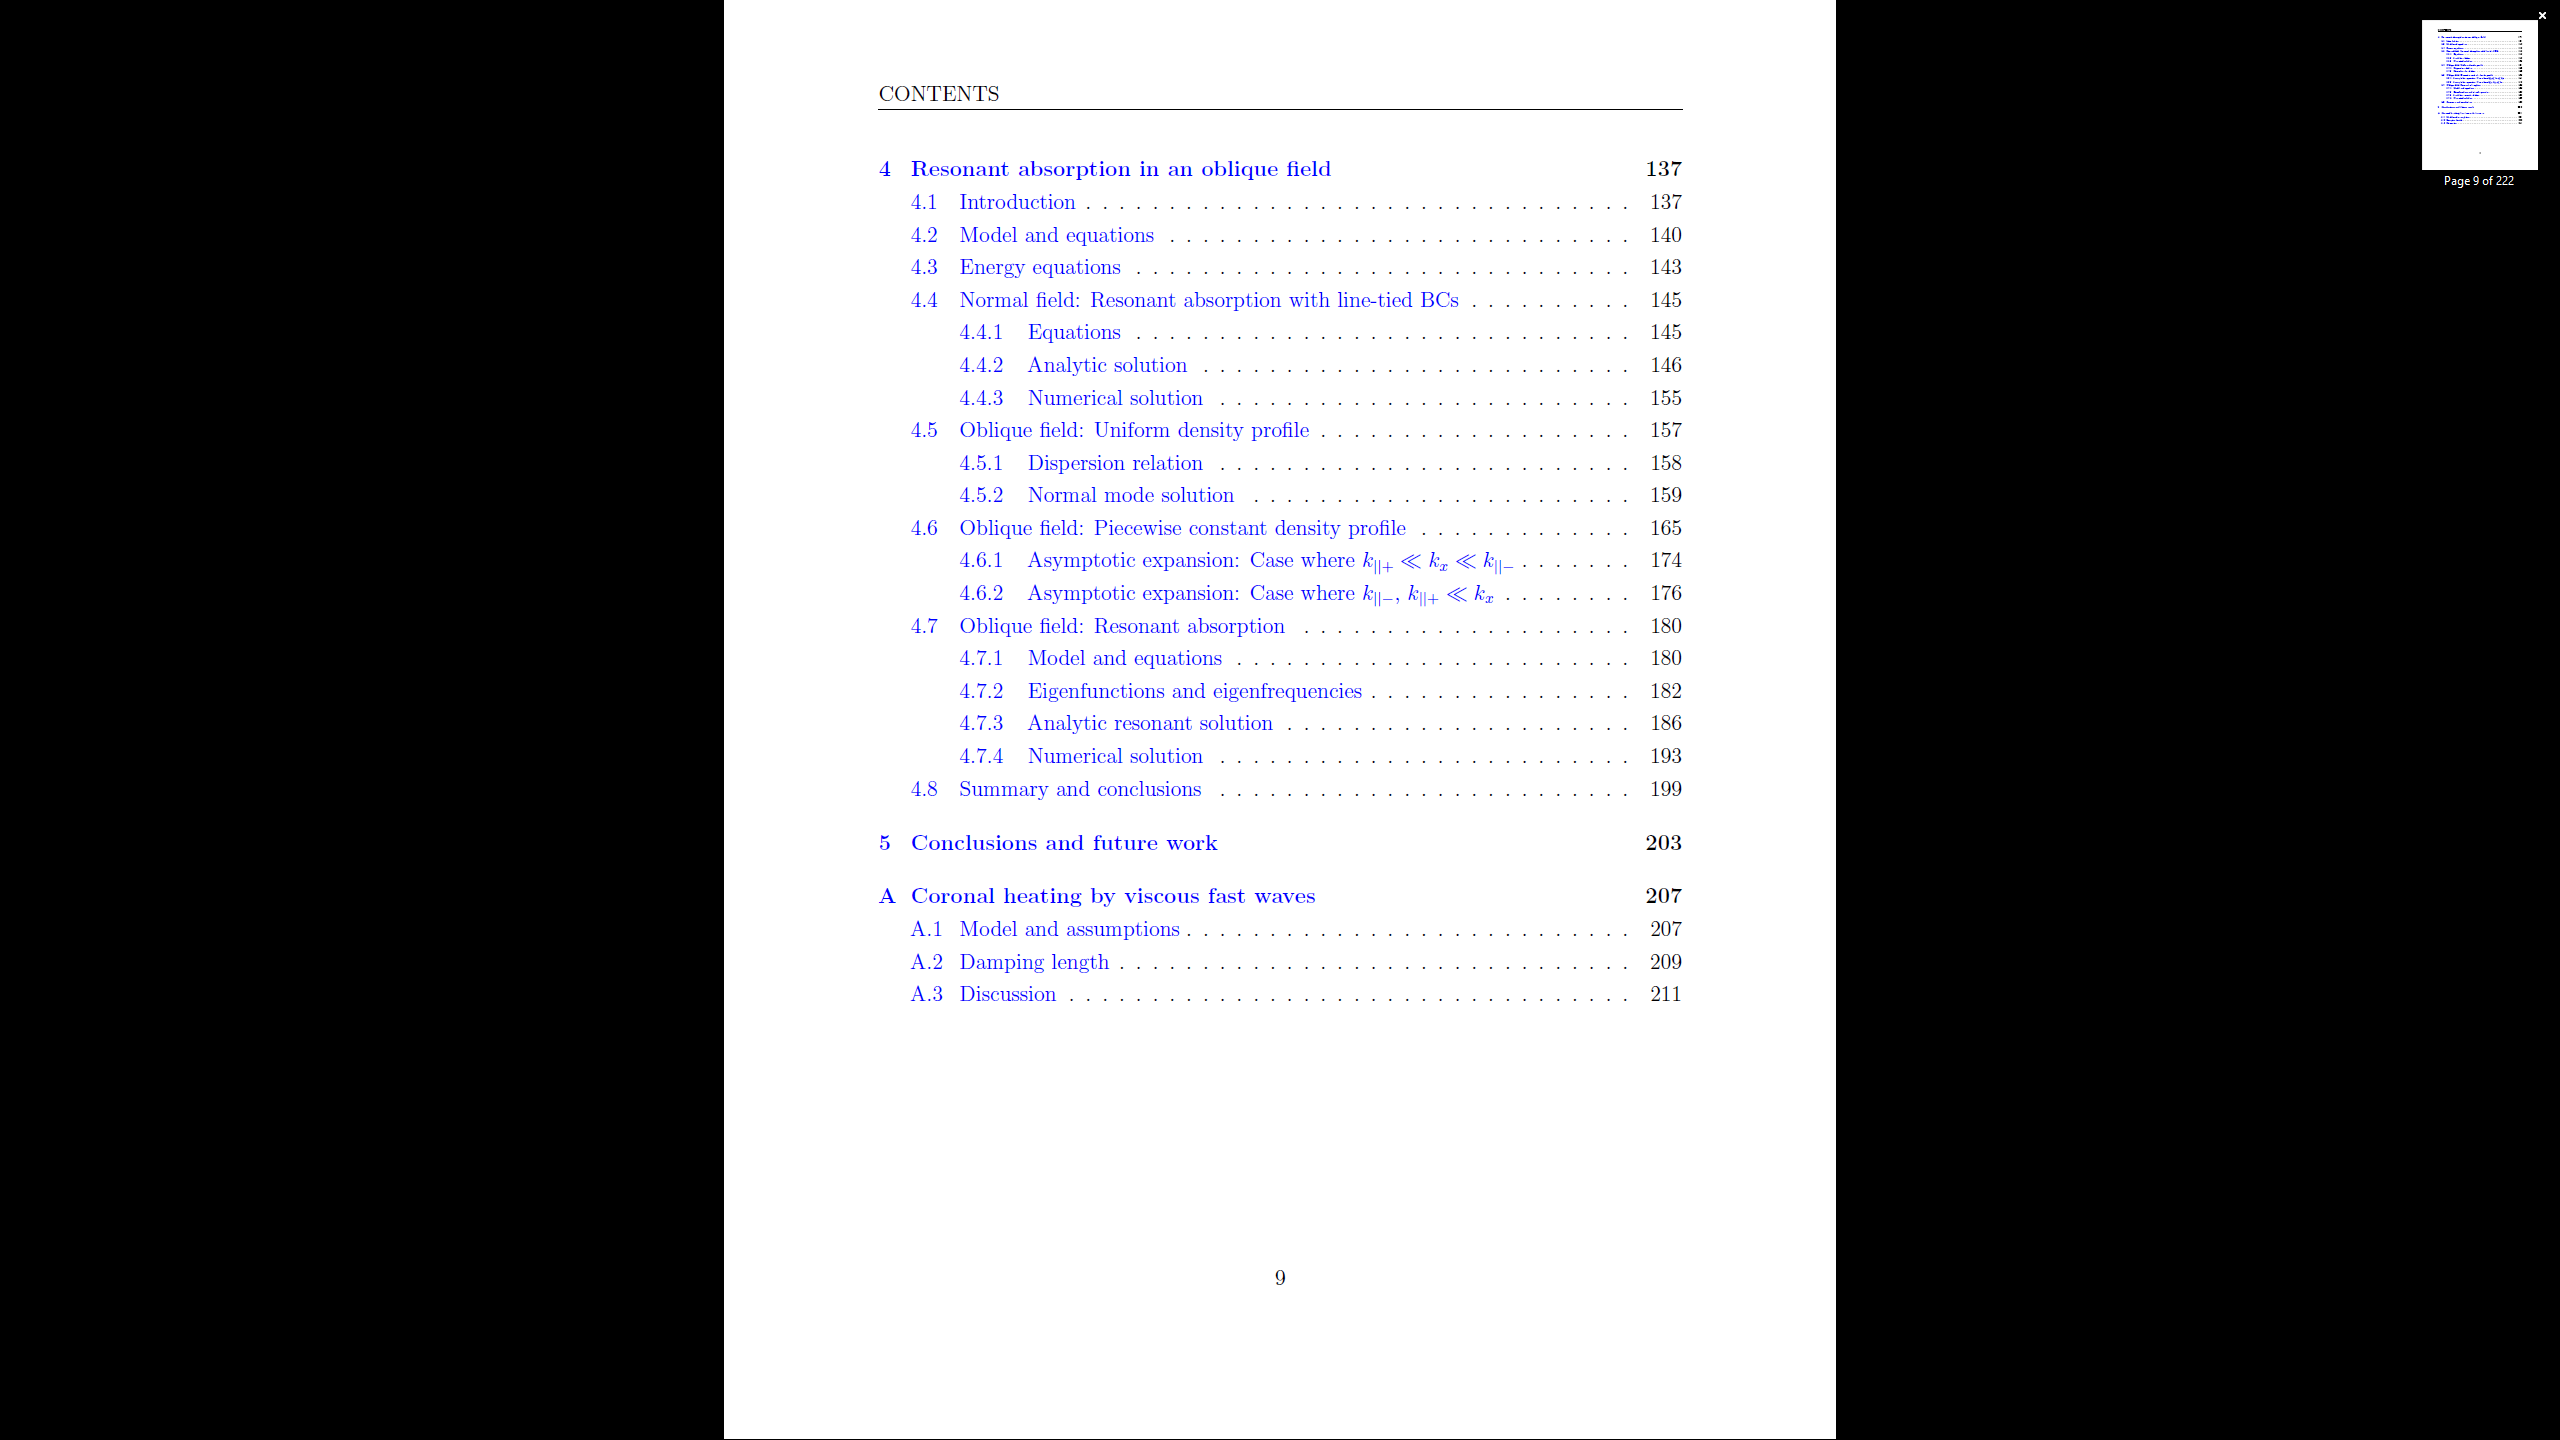 CONTENTS
4 Resonant absorption in an oblique field 137
4.1 Introduction . . . . . . . . . . . . . . . . . . . . . . . . . . . . . . . . . 137
4.2 Model and equations . . . . . . . . . . . . . . . . . . . . . . . . . . . . 140
4.3 Energy equations . . . . . . . . . . . . . . . . . . . . . . . . . . . . . . 143
4.4 Normal field: Resonant absorption with line-tied BCs . . . . . . . . . . 145
4.4.1 Equations . . . . . . . . . . . . . . . . . . . . . . . . . . . . . . 145
4.4.2 Analytic solution . . . . . . . . . . . . . . . . . . . . . . . . . . 146
4.4.3 Numerical solution . . . . . . . . . . . . . . . . . . . . . . . . . 155
4.5 Oblique field: Uniform density profile . . . . . . . . . . . . . . . . . . . 157
4.5.1 Dispersion relation . . . . . . . . . . . . . . . . . . . . . . . . . 158
4.5.2 Normal mode solution . . . . . . . . . . . . . . . . . . . . . . . 159
4.6 Oblique field: Piecewise constant density profile . . . . . . . . . . . . . 165
4.6.1 Asymptotic expansion: Case where k||+ ≪ kx ≪ k||− . . . . . . . 174
4.6.2 Asymptotic expansion: Case where k||−, k||+ ≪ kx . . . . . . . . 176
4.7 Oblique field: Resonant absorption . . . . . . . . . . . . . . . . . . . . 180
4.7.1 Model and equations . . . . . . . . . . . . . . . . . . . . . . . . 180
4.7.2 Eigenfunctions and eigenfrequencies . . . . . . . . . . . . . . . . 182
4.7.3 Analytic resonant solution . . . . . . . . . . . . . . . . . . . . . 186
4.7.4 Numerical solution . . . . . . . . . . . . . . . . . . . . . . . . . 193
4.8 Summary and conclusions . . . . . . . . . . . . . . . . . . . . . . . . . 199
5 Conclusions and future work 203
A Coronal heating by viscous fast waves 207
A.1 Model and assumptions . . . . . . . . . . . . . . . . . . . . . . . . . . . 207
A.2 Damping length . . . . . . . . . . . . . . . . . . . . . . . . . . . . . . . 209
A.3 Discussion . . . . . . . . . . . . . . . . . . . . . . . . . . . . . . . . . . 211
9
Page 9 of 222